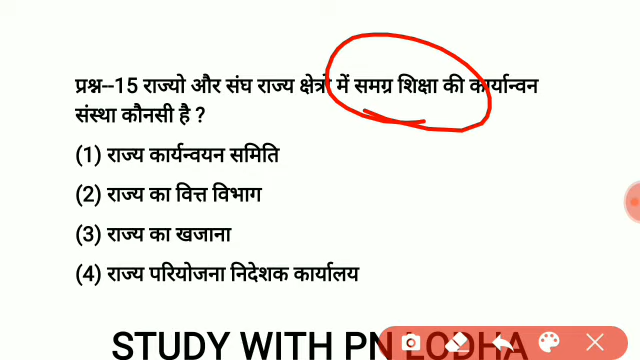 प्रश्न--15 राज्यो और संघ राज्य क्षेत्रो में समग्र शिक्षा की कार्यान्वन
संस्था कौनसी है ?
(1) राज्य कार्यन्वयन समिति
(2) राज्य का वित्त विभाग
(3) राज्य का खजाना
(4) राज्य परियोजना निदेशक कार्यालय
STUDY WITH PN LODHA